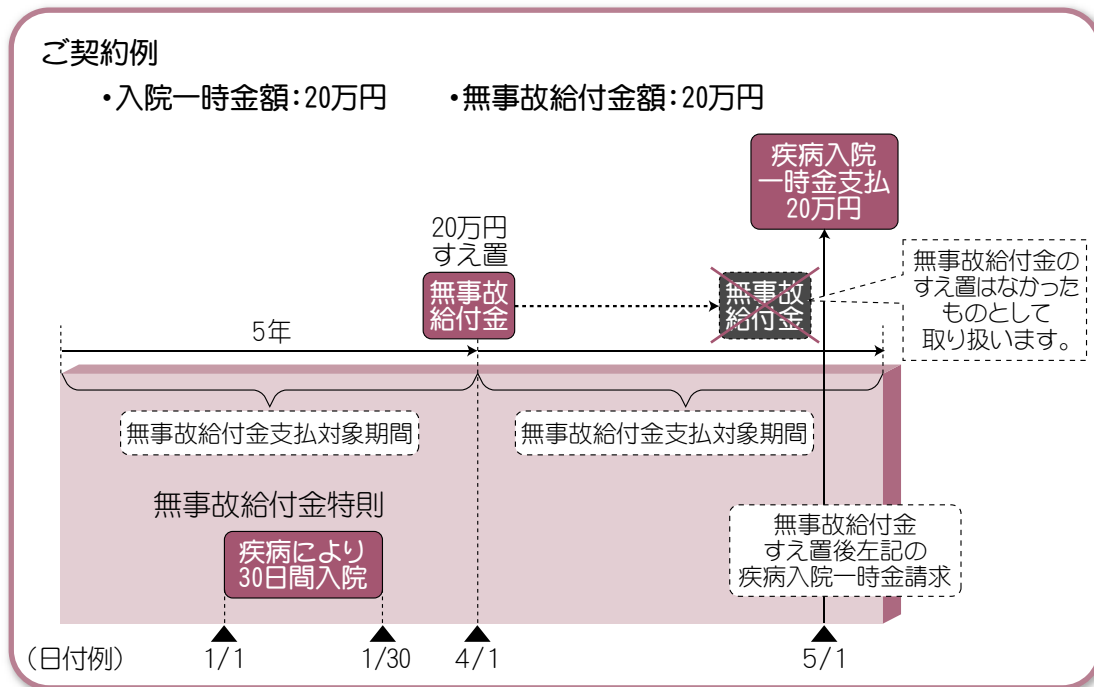 ご契約例
・入院一時金額：20万円　・無事故給付金額：20万円
疾病入院
一時金支払
20万円
20万円
すえ置
無事故
給付金
無事故
給付金
無事故給付金の
すえ置はなかった
ものとして
取り扱います。
5年
無事故給付金支払対象期間
無事故給付金支払対象期間
無事故給付金特則
疾病により
30日間入院
無事故給付金
すえ置後左記の
疾病入院一時金請求
（日付例）　1/1　1/30　4/1　5/1